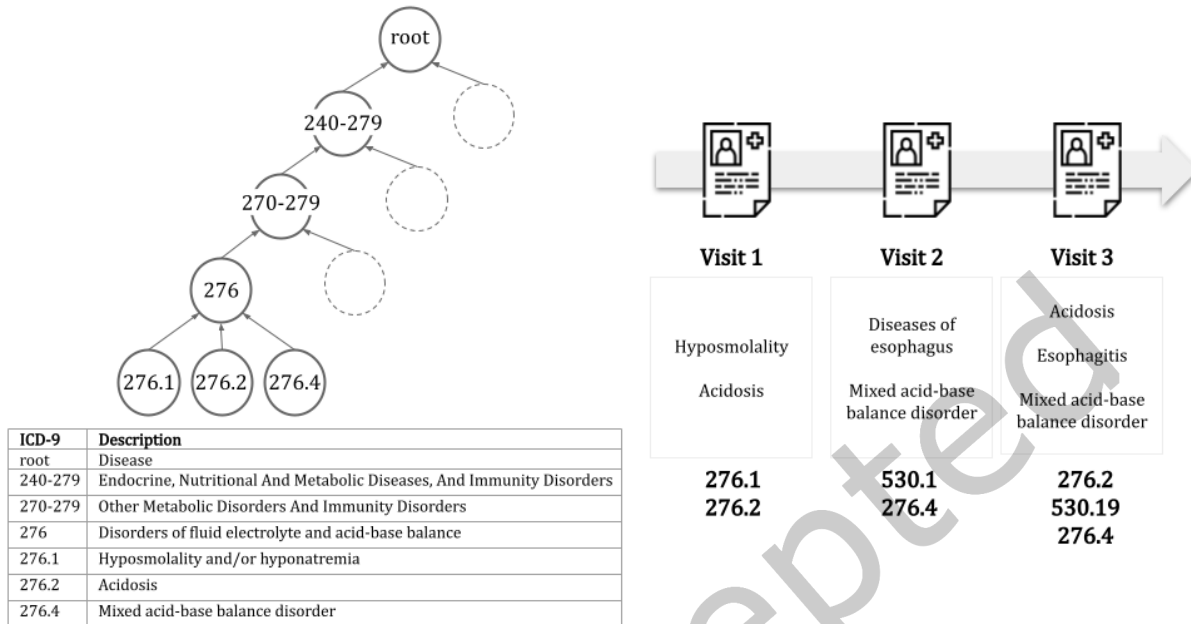 root
240-279
270-279
276
276.1 276.2 276.4
ICD-9 Description
root Disease
240-279 Endocrine, Nutritional And Metabolic Diseases, And Immunity Disorders
270-279 Other Metabolic Disorders And Immunity Disorders
276 Disorders of fluid electrolyte and acid-base balance
276.1 Hyposmolality and/or hyponatremia
276.2 Acidosis
276.4 Mixed acid-base balance disorder
Visit 1
Hyposmolality
Acidosis
276.1
276.2
Visit 2
Diseases of
esophagus
Mixed acid-base
balance disorder
530.1
276.4
Visit 3
Acidosis
Esophagitis
Mixed acid-base
balance disorder
276.2
530.19
276.4
epted